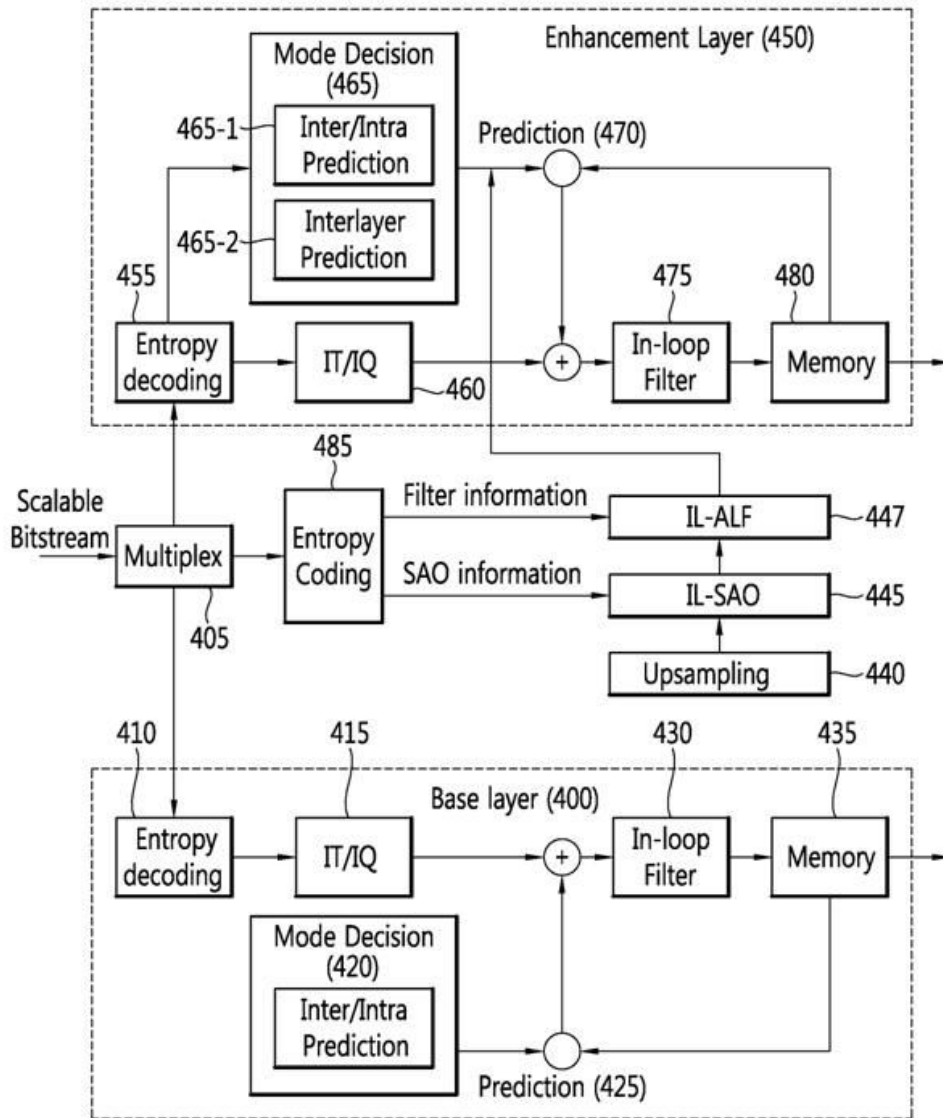 Enhancement Layer (450)
Mode Decision
(465)
465-1
Inter/Intra
Prediction
Prediction (470)
465-2
Interlayer
Prediction
455
475
480
Entropy
decoding
IT/IQ
460
In-loop
Filter
Memory
485
Scalable
Bitstream
Multiplex
405
Entropy
Coding
Filter information
IL-ALF
447
SAO information
IL-SAO
445
Upsampling
440
410
415
430
435
Base layer (400)
Entropy
decoding
IT/IQ
In-loop
Filter
Memory
Mode Decision
(420)
Inter/Intra
Prediction
Prediction (425)